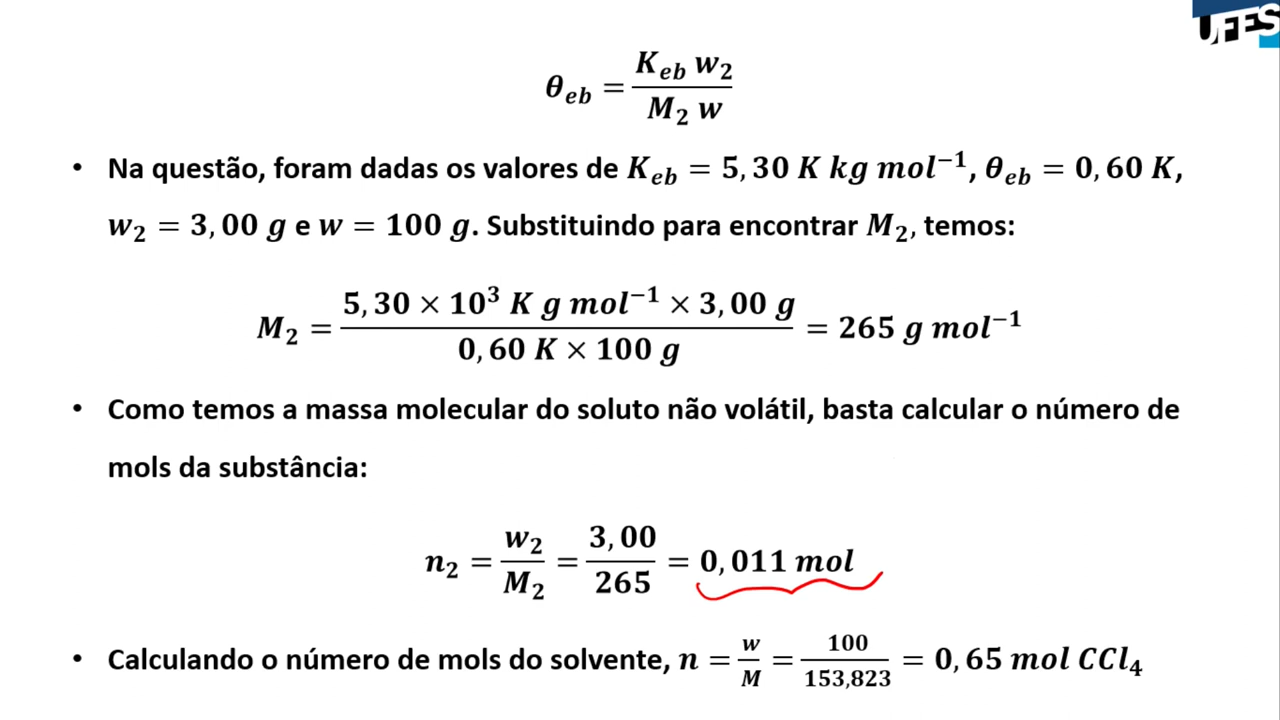 UFES
θ_eb = K_eb w_2 / M_2 w
• Na questão, foram dadas os valores de K_eb = 5,30 K kg mol^−1, θ_eb = 0,60 K,
w_2 = 3,00 g e w = 100 g. Substituindo para encontrar M_2, temos:
M_2 = 5,30 × 10^3 K g mol^−1 × 3,00 g / 0,60 K × 100 g = 265 g mol^−1
• Como temos a massa molecular do soluto não volátil, basta calcular o número de
mols da substância:
n_2 = w_2 / M_2 = 3,00 / 265 = 0,011 mol
• Calculando o número de mols do solvente, n = w / M = 100 / 153,823 = 0,65 mol CCl_4